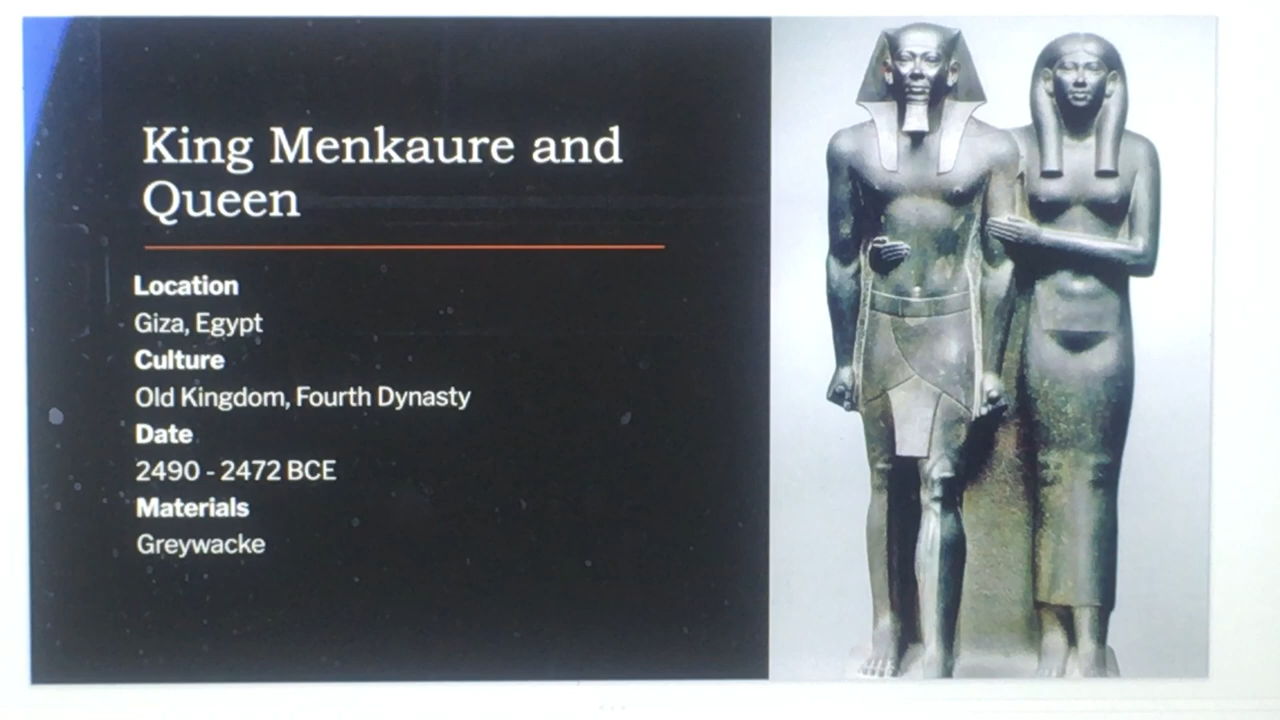 King Menkaure and
Queen
Location
Giza, Egypt
Culture
Old Kingdom, Fourth Dynasty
Date
2490 - 2472 BCE
Materials
Greywacke